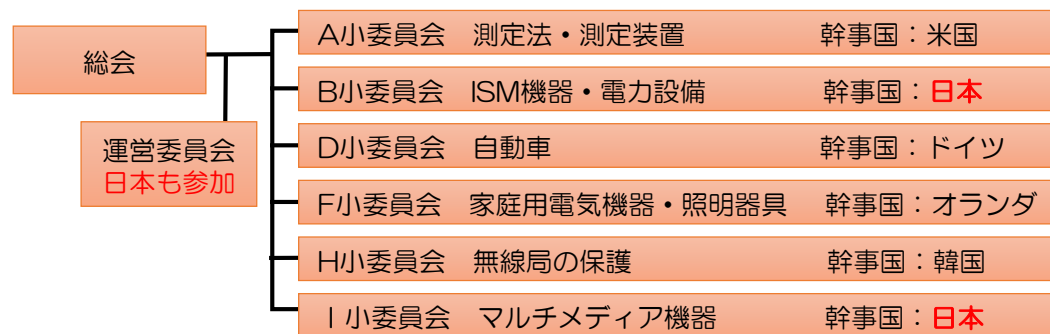 総会
運営委員会
日本も参加
A小委員会 測定法・測定装置 幹事国：米国
B小委員会 ISM機器・電力設備 幹事国：日本
D小委員会 自動車 幹事国：ドイツ
F小委員会 家庭用電気機器・照明器具 幹事国：オランダ
H小委員会 無線局の保護 幹事国：韓国
I小委員会 マルチメディア機器 幹事国：日本